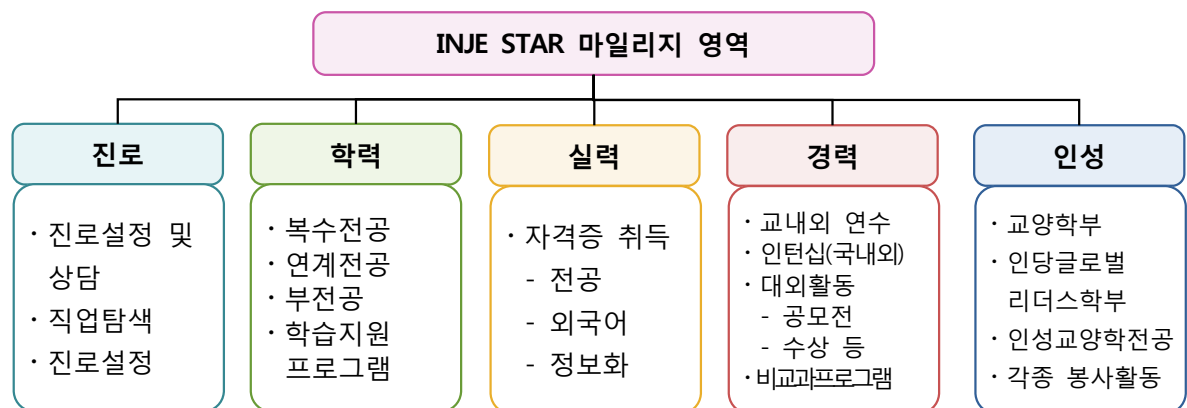 INJE STAR 마일리지 영역
진로
· 진로설정 및
상담
· 직업탐색
· 진로설정
학력
· 복수전공
· 연계전공
· 부전공
· 학습지원
프로그램
실력
· 자격증 취득
- 전공
- 외국어
- 정보화
경력
· 교내외 연수
· 인턴십(국내외)
· 대외활동
- 공모전
- 수상 등
· 비교과프로그램
인성
· 교양학부
· 인당글로벌
리더스학부
· 인성교양학전공
· 각종 봉사활동